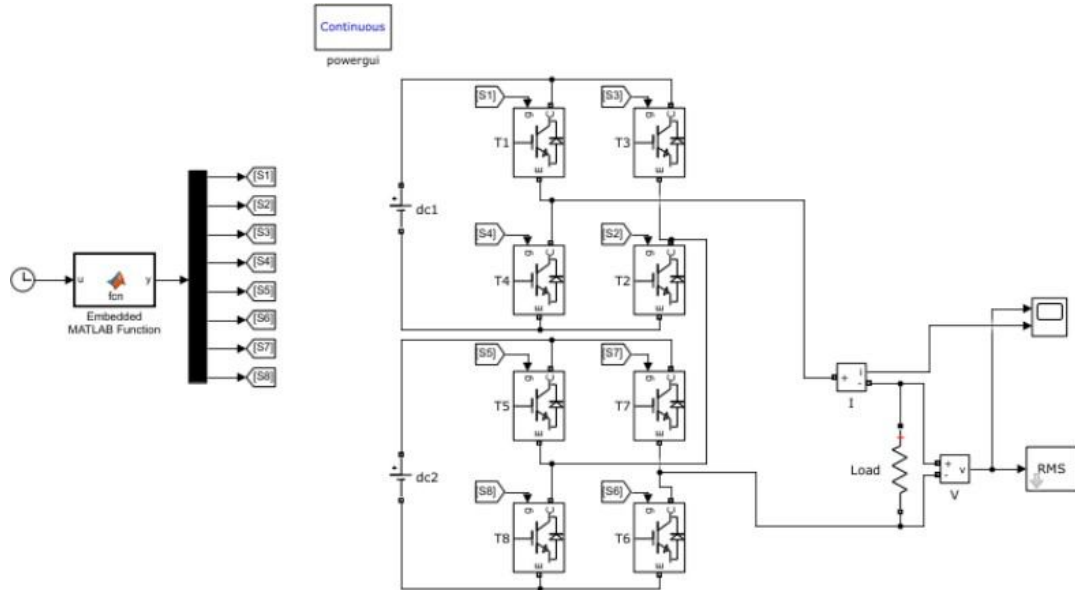 Continuous
powergui
[S1]
[S3]
g
C
g
C
T1
T3
E
E
[S1]
[S2]
[S3]
[S4]
[S5]
[S6]
[S7]
[S8]
dc1
[S4]
[S2]
g
C
g
C
T4
T2
E
E
u
fcn
y
Embedded
MATLAB Function
[S5]
[S7]
g
C
g
C
T5
T7
E
E
+
i
-
I
dc2
Load
+
-
v
V
RMS
[S8]
[S6]
g
C
g
C
T8
T6
E
E